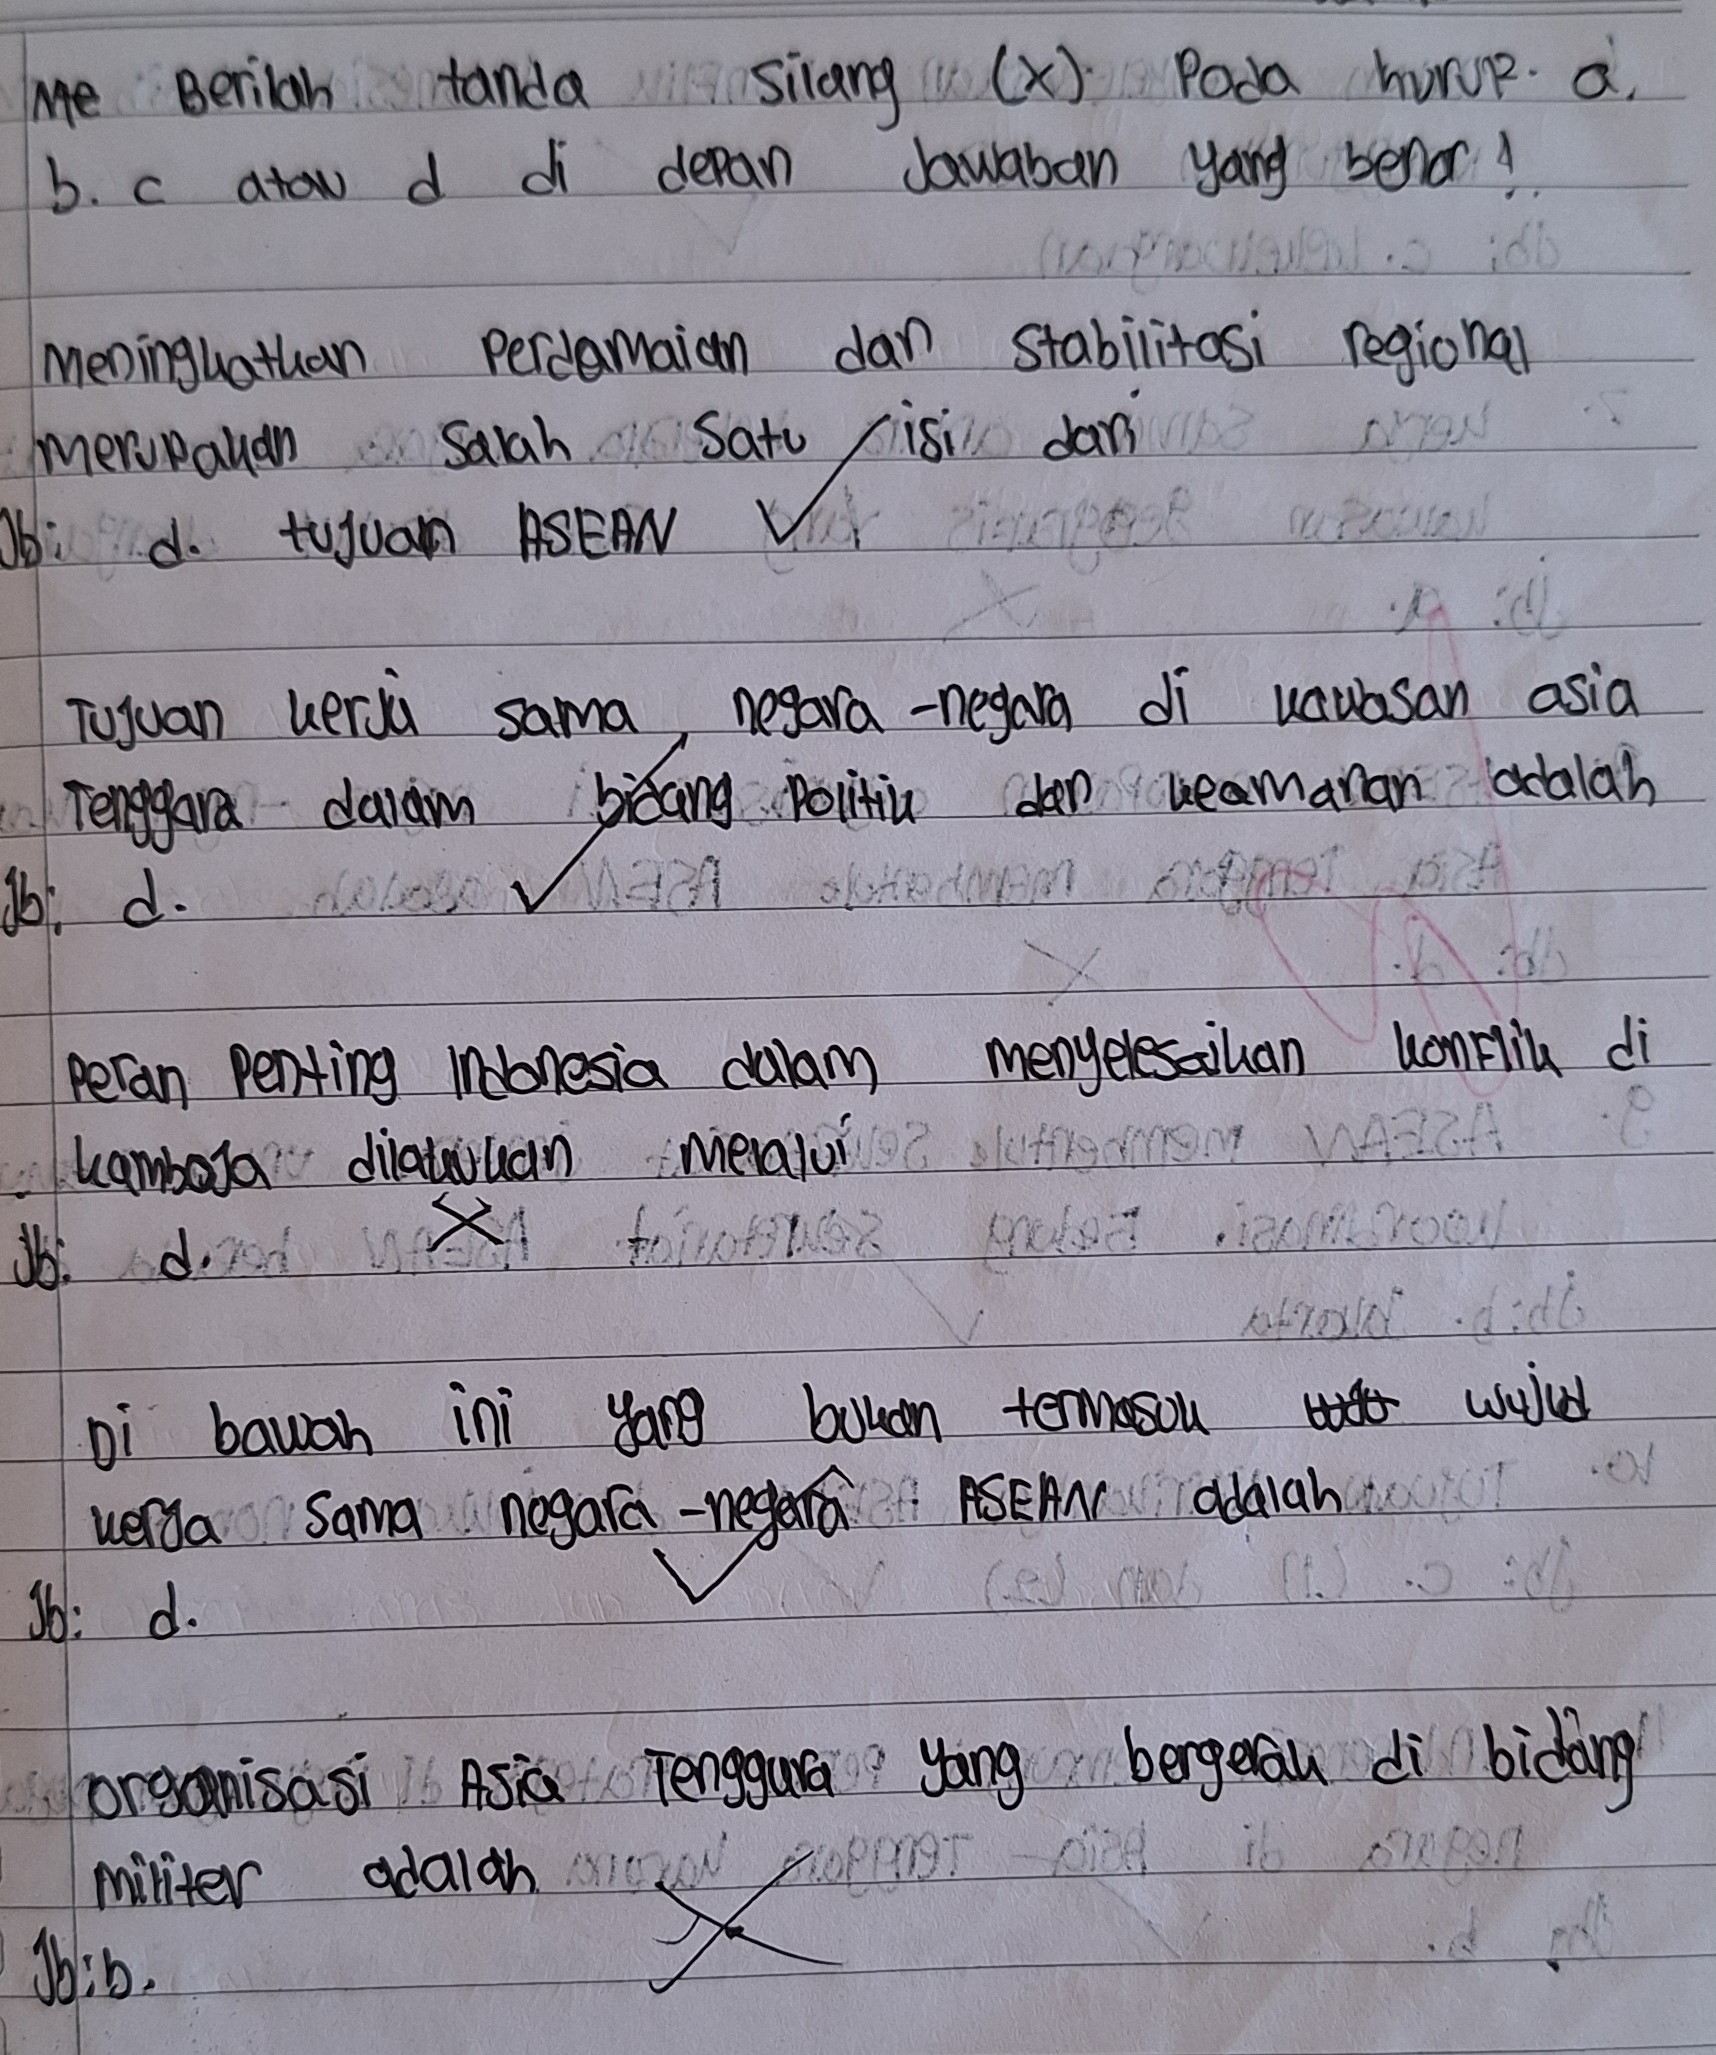 Me Berilah tanda silang (x) Pada hurup. a.
b. c atau d di depan Jawaban yang benar!
Meningkatkan Perdamaian dan stabilitasi regional
merupakan salah satu isi dari
Jb: d. tujuan ASEAN
Tujuan kerja sama negara-negara di kawasan asia
Tenggara dalam bidang Politik dan keamanan adalah
Jb: d.
Peran Penting Indonesia dalam menyelesaikan konflik di
kamboja dilakukan melalui
Jb: d.
Di bawah ini yang bukan termasuk wujud
kerja sama negara-negara ASEAN adalah
Jb: d.
organisasi Asia Tenggara yang bergerak di bidang
militer adalah
Jb:b.